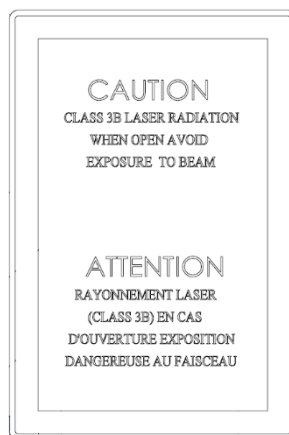 CAUTION
CLASS 3B LASER RADIATION
WHEN OPEN AVOID
EXPOSURE TO BEAM
ATTENTION
RAYONNEMENT LASER
(CLASS 3B) EN CAS
D'OUVERTURE EXPOSITION
DANGEREUSE AU FAISCEAU